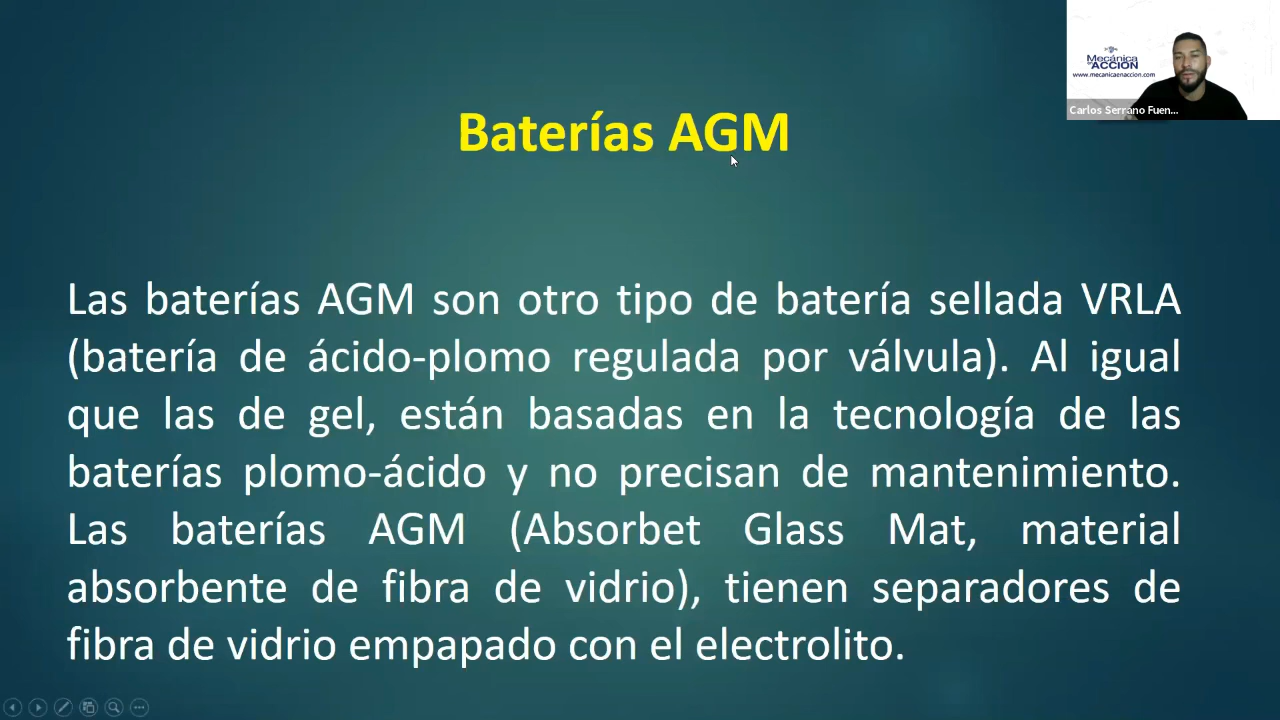 Mecánica
en ACCIÓN
www.mecanicaenaccion.com
Carlos Serrano Fuen...
Baterías AGM
Las baterías AGM son otro tipo de batería sellada VRLA
(batería de ácido-plomo regulada por válvula). Al igual
que las de gel, están basadas en la tecnología de las
baterías plomo-ácido y no precisan de mantenimiento.
Las baterías AGM (Absorbet Glass Mat, material
absorbente de fibra de vidrio), tienen separadores de
fibra de vidrio empapado con el electrolito.